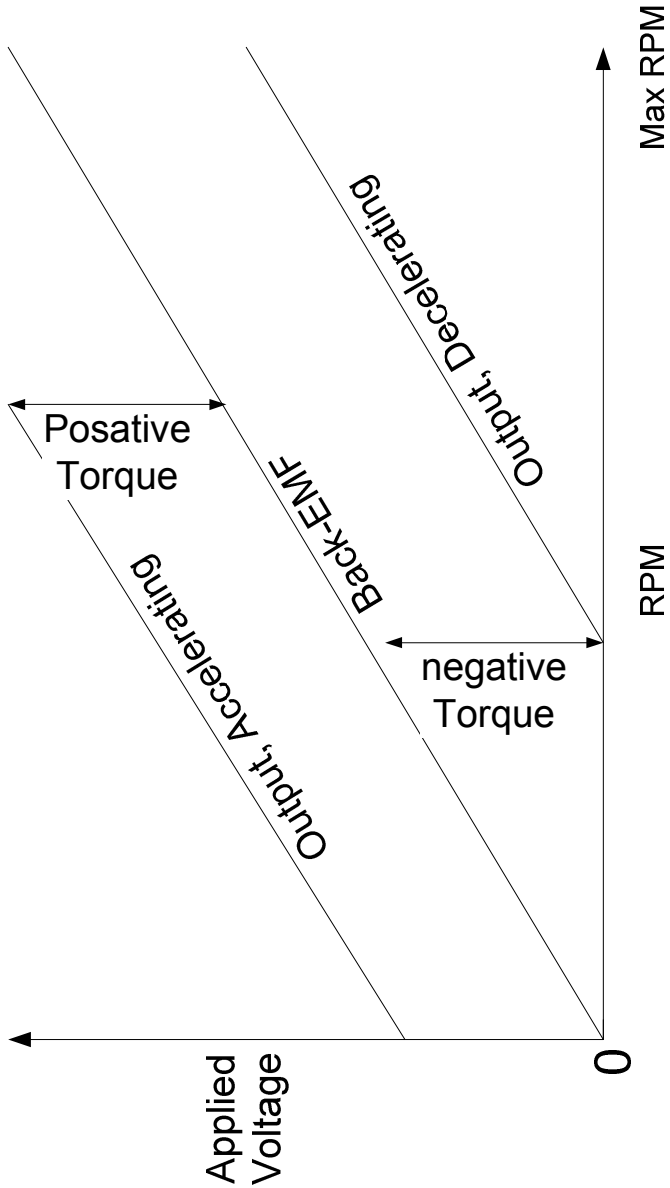 Posative
Torque
Output, Accelerating
Back-EMF
Output, Decelerating
negative
Torque
Applied
Voltage
0
RPM
Max RPM